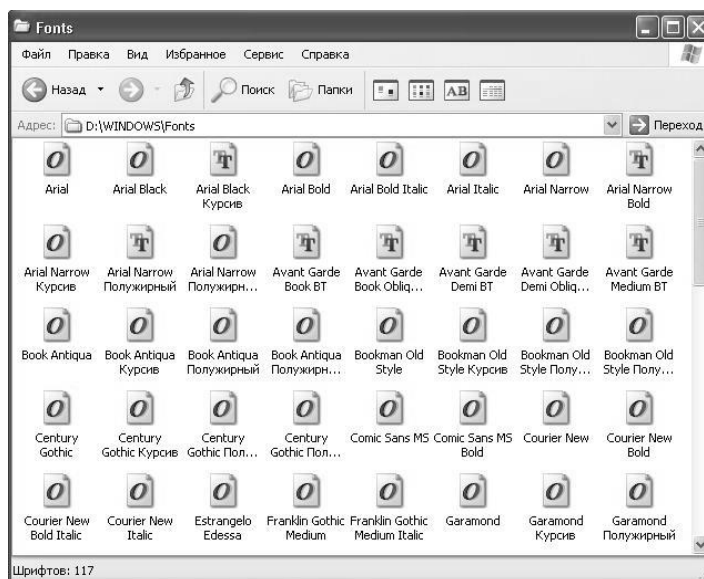 Fonts
Файл Правка Вид Избранное Сервис Справка
Назад Поиск Папки AB
Адрес: D:\WINDOWS\Fonts Переход
Arial Arial Black Arial Black Arial Bold Arial Bold Italic Arial Italic Arial Narrow Arial Narrow
Курсив Bold
Arial Narrow Arial Narrow Arial Narrow Avant Garde Avant Garde Avant Garde Avant Garde Avant Garde
Курсив Полужирный Полужирн... Book BT Book Obliq... Demi BT Demi Obliq... Medium BT
Book Antiqua Book Antiqua Book Antiqua Book Antiqua Bookman Old Bookman Old Bookman Old Bookman Old
Курсив Полужирный Полужирн... Style Style Курсив Style Полу... Style Полу...
Century Century Century Century Comic Sans MS Comic Sans MS Courier New Courier New
Gothic Gothic Курсив Gothic Пол... Gothic Пол... Bold Bold
Courier New Courier New Estrangelo Franklin Gothic Franklin Gothic Garamond Garamond Garamond
Bold Italic Italic Edessa Medium Medium Italic Курсив Полужирный
Шрифтов: 117